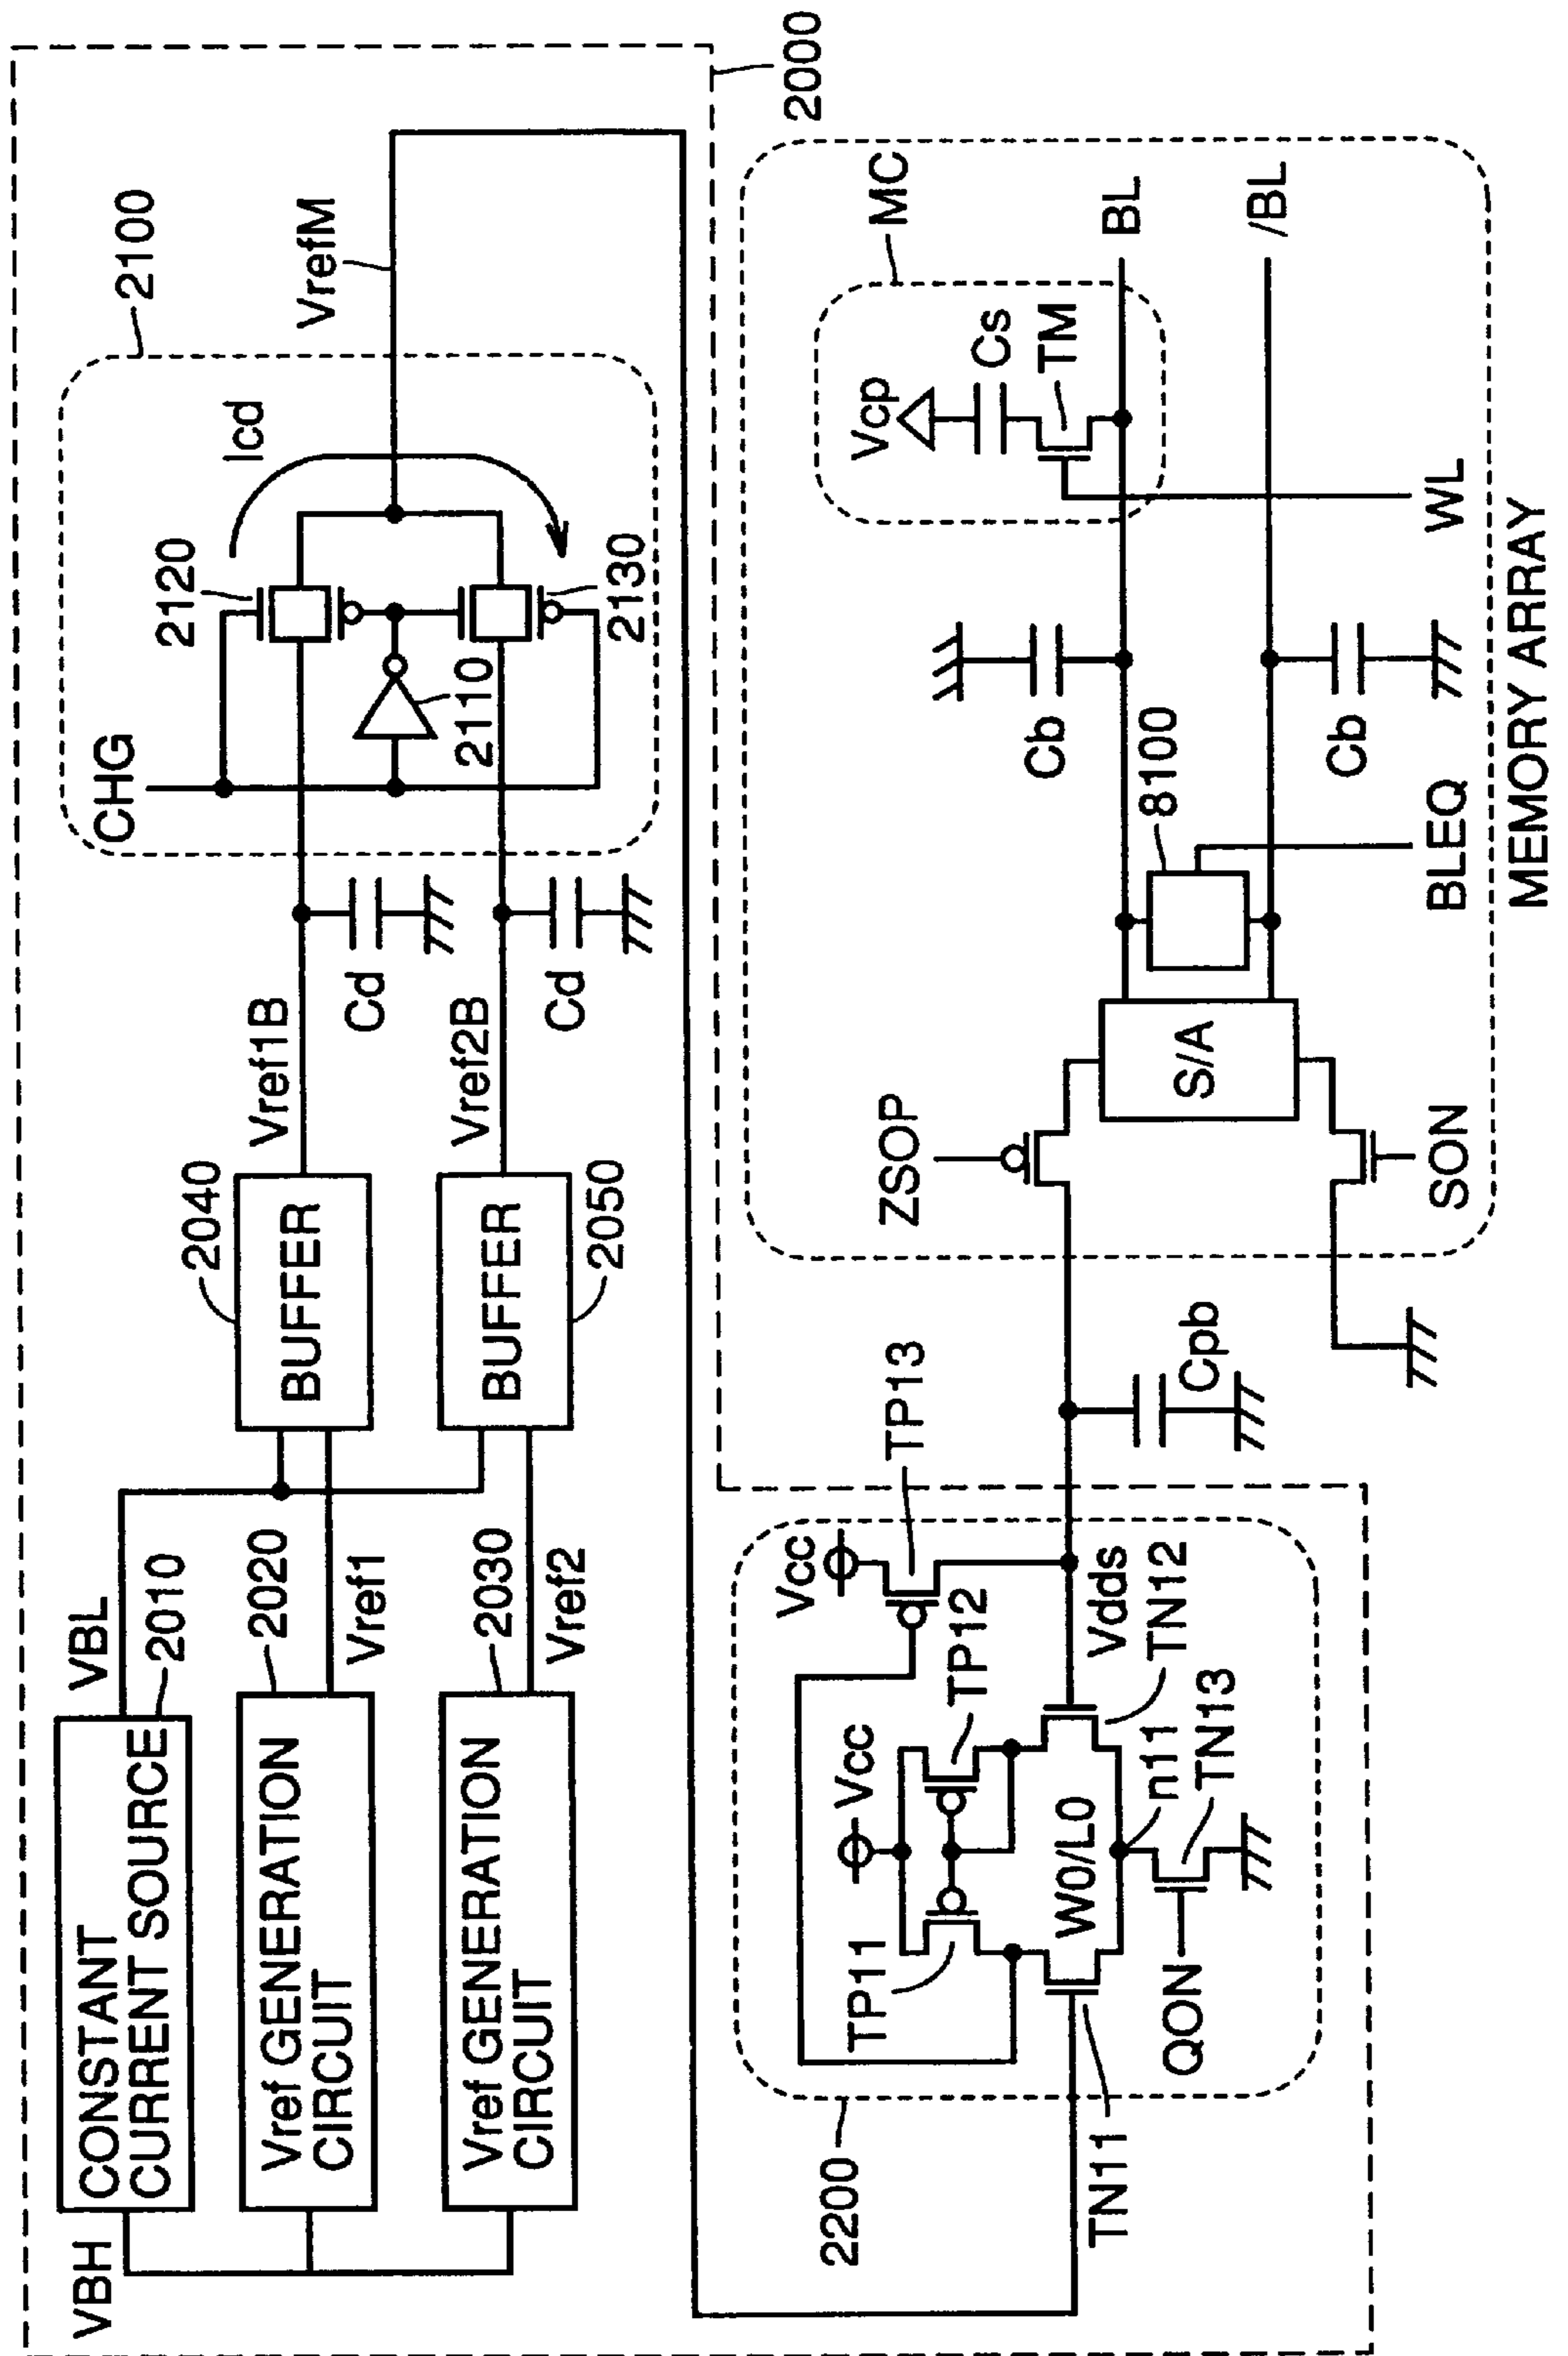 2000
2100
VrefM
Icd
2120
2130
2110
CHG
Cd
Cd
Vref1B
Vref2B
2040
BUFFER
BUFFER
2050
VBL
2010
2020
Vref1
2030
Vref2
CONSTANT
CURRENT SOURCE
Vref GENERATION
CIRCUIT
Vref GENERATION
CIRCUIT
VBH
MC
BL
/BL
Vcp
Cs
TM
WL
Cb
Cb
8100
BLEQ
MEMORY ARRAY
S/A
ZSOP
SON
Cpb
TP13
Vcc
Vdds
TN12
TP12
Vcc
n11
TN13
W0/L0
TP11
QON
TN11
2200